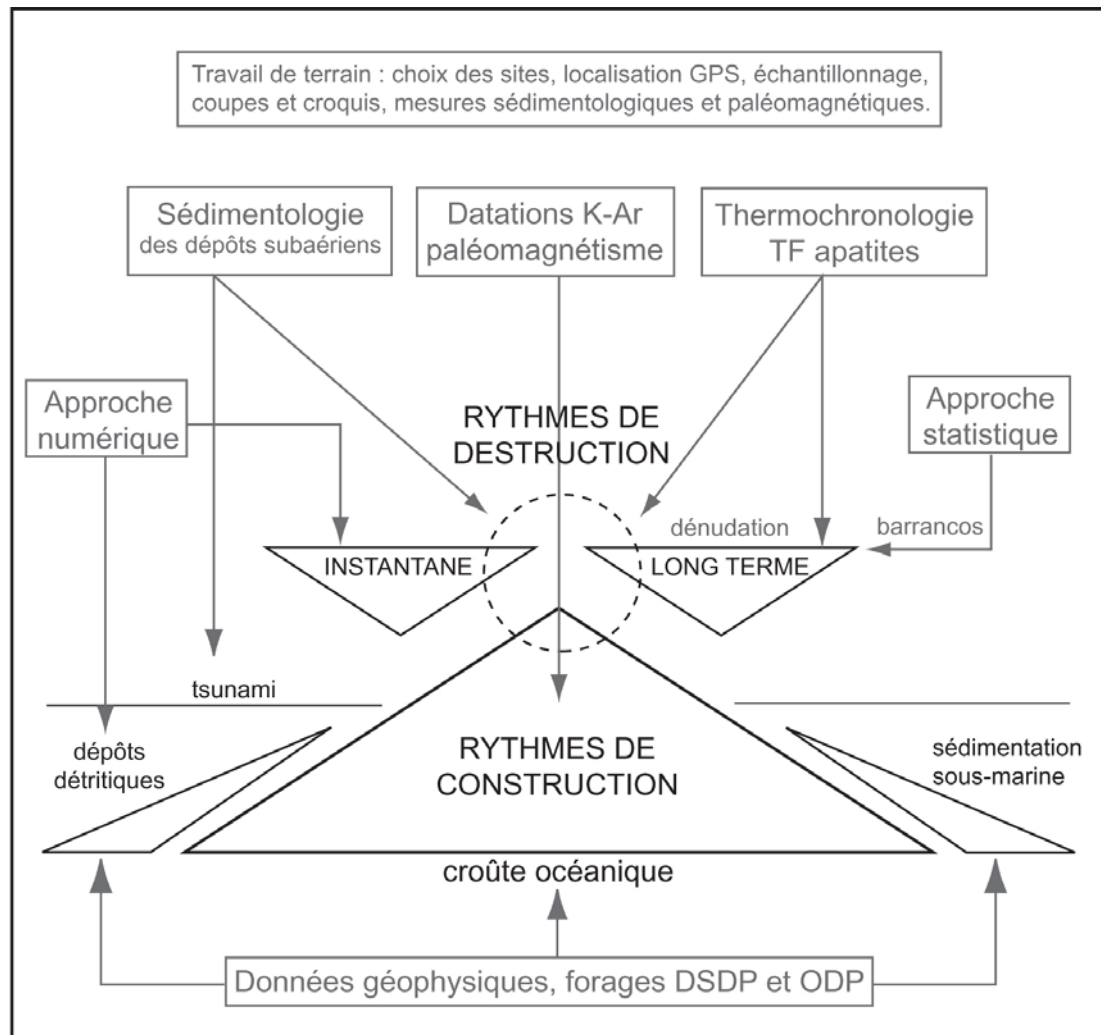 Travail de terrain : choix des sites, localisation GPS, échantillonnage,
coupes et croquis, mesures sédimentologiques et paléomagnétiques.
Sédimentologie
des dépôts subaériens
Datations K-Ar
paléomagnétisme
Thermochronologie
TF apatites
Approche
numérique
RYTHMES DE
DESTRUCTION
Approche
statistique
dénudation
barrancos
INSTANTANE
LONG TERME
tsunami
dépôts
détritiques
RYTHMES DE
CONSTRUCTION
sédimentation
sous-marine
croûte océanique
Données géophysiques, forages DSDP et ODP